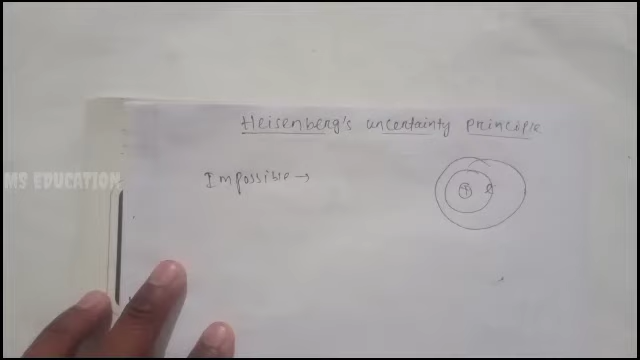 Heisenberg's uncertainty principle
Impossible →
MS EDUCATION